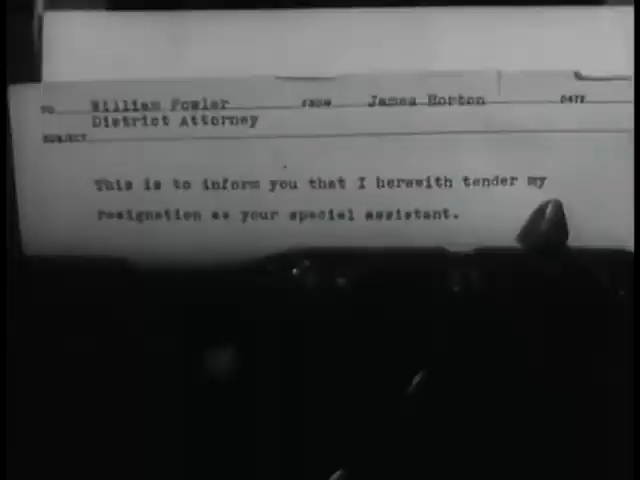 TO William Fowler FROM James Horton DATE
District Attorney
SUBJECT
This is to inform you that I herewith tender my
resignation as your special assistant.